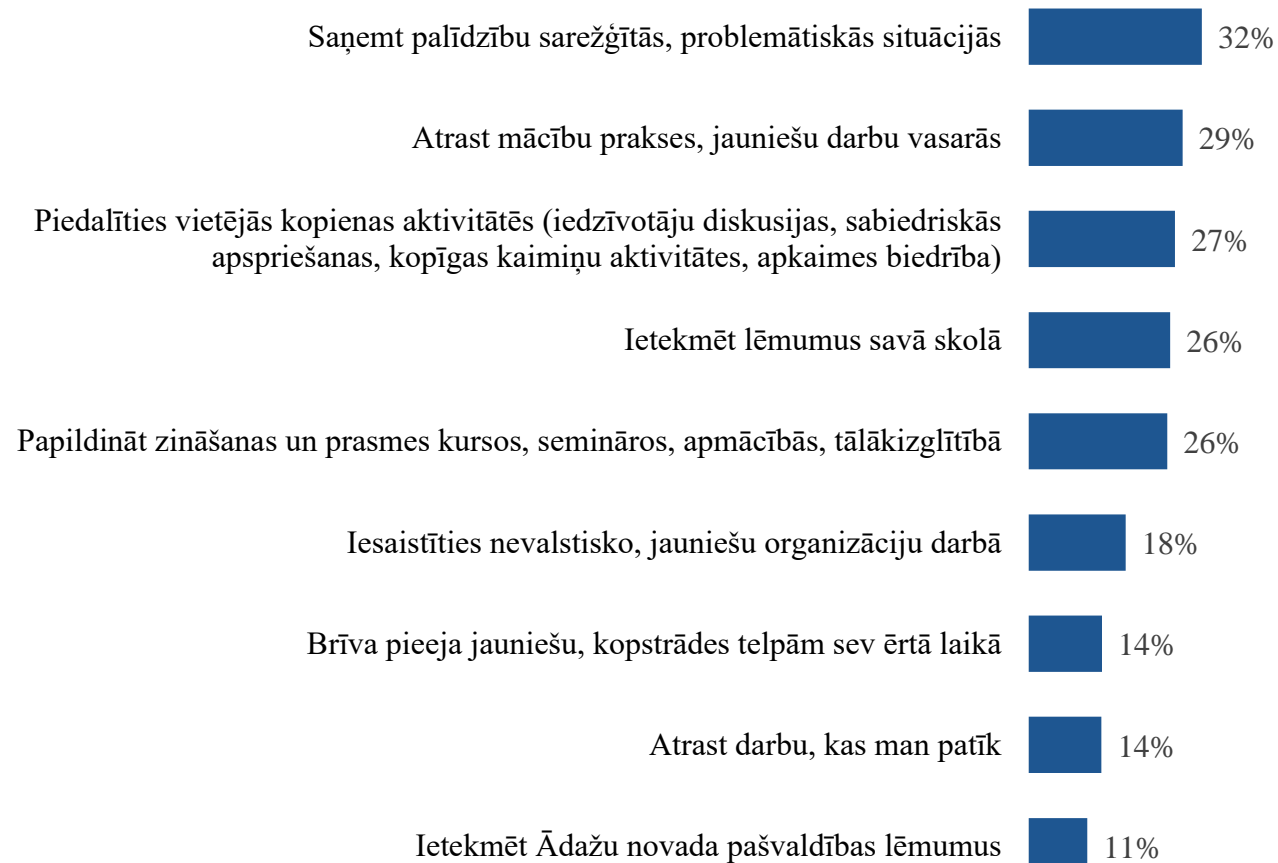 Saņemt palīdzību sarežģītās, problemātiskās situācijās 32%
Atrast mācību prakses, jauniešu darbu vasarās 29%
Piedalīties vietējās kopienas aktivitātēs (iedzīvotāju diskusijas, sabiedriskās
apspriešanas, kopīgas kaimiņu aktivitātes, apkaimes biedrība) 27%
Ietekmēt lēmumus savā skolā 26%
Papildināt zināšanas un prasmes kursos, semināros, apmācībās, tālākizglītībā 26%
Iesaistīties nevalstisko, jauniešu organizāciju darbā 18%
Brīva pieeja jauniešu, kopstrādes telpām sev ērtā laikā 14%
Atrast darbu, kas man patīk 14%
Ietekmēt Ādažu novada pašvaldības lēmumus 11%